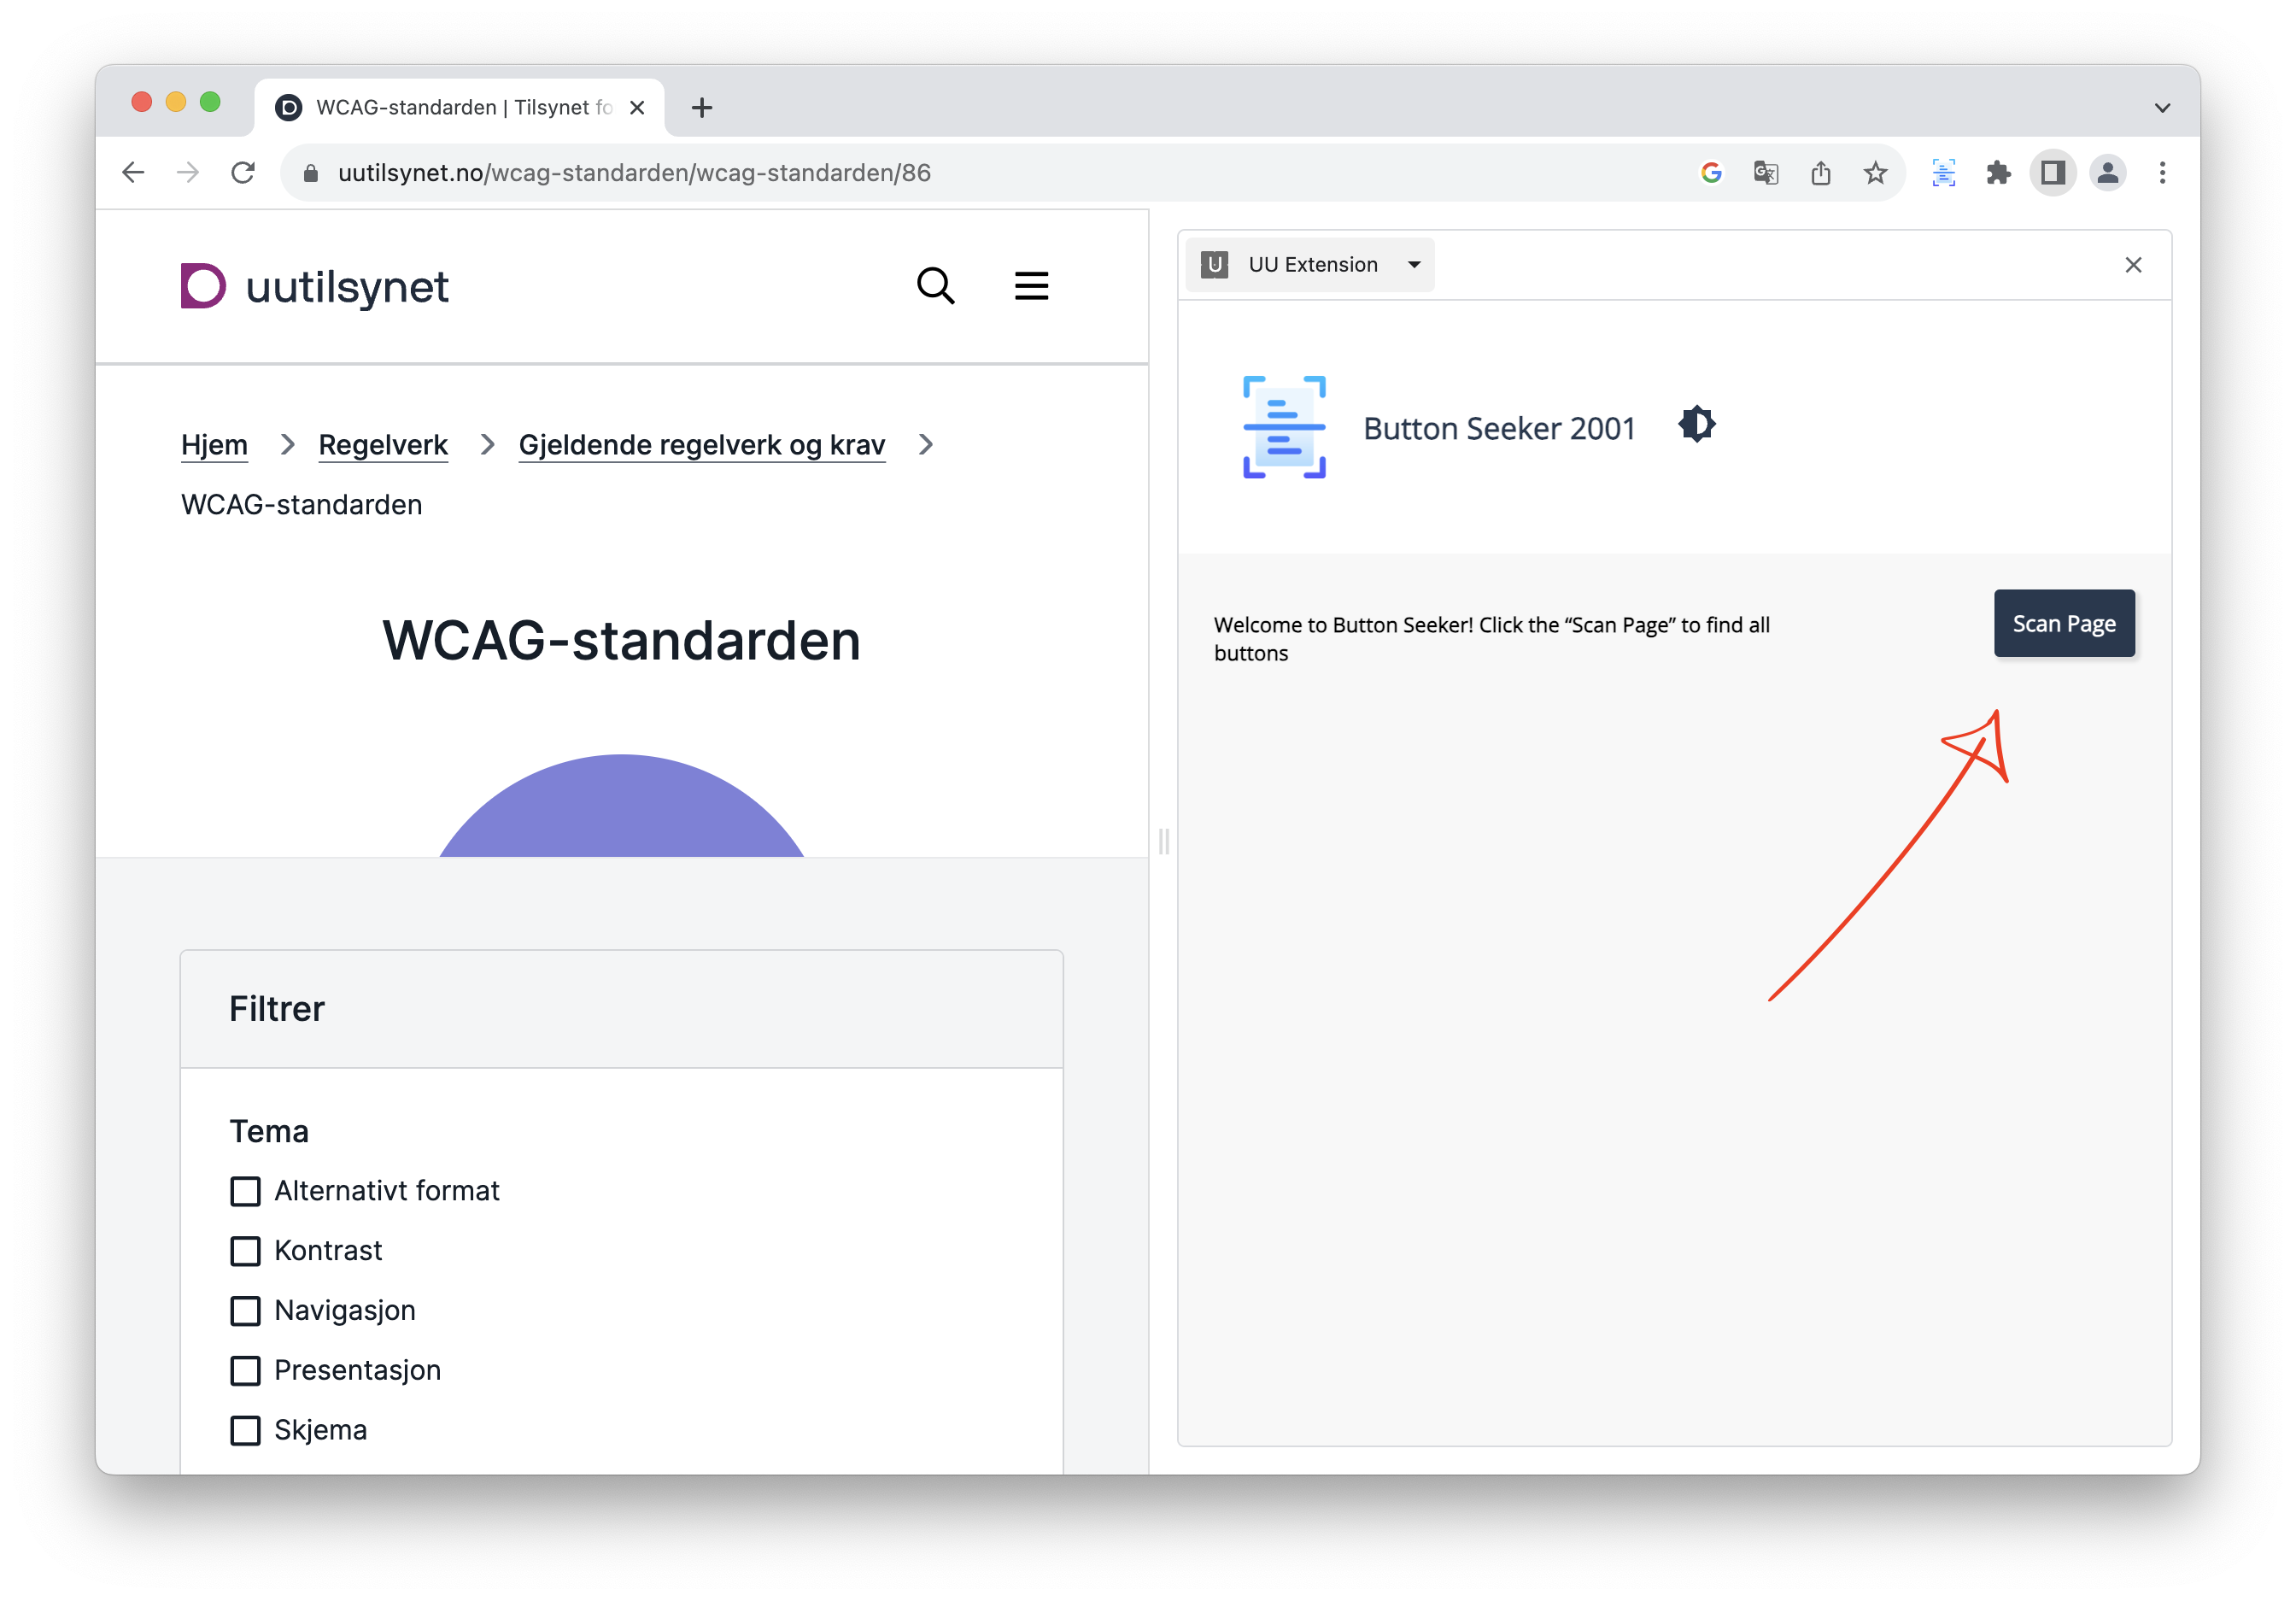 WCAG-standarden | Tilsynet fo
uutilsynet.no/wcag-standarden/wcag-standarden/86
uutilsynet
Hjem > Regelverk > Gjeldende regelverk og krav >
WCAG-standarden
WCAG-standarden
Filtrer
Tema
Alternativt format
Kontrast
Navigasjon
Presentasjon
Skjema
U UU Extension
Button Seeker 2001
Welcome to Button Seeker! Click the “Scan Page” to find all
buttons
Scan Page